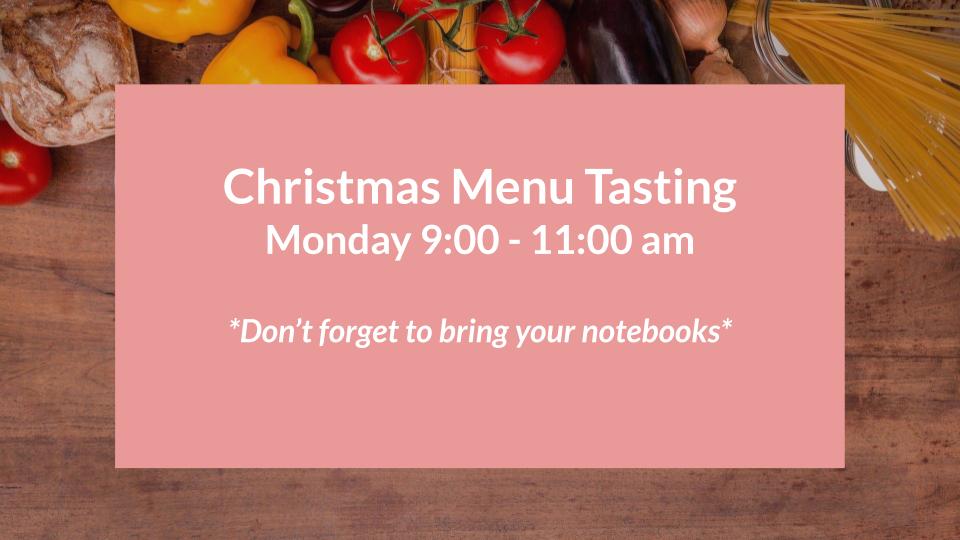 Christmas Menu Tasting
Monday 9:00 - 11:00 am
*Don’t forget to bring your notebooks*